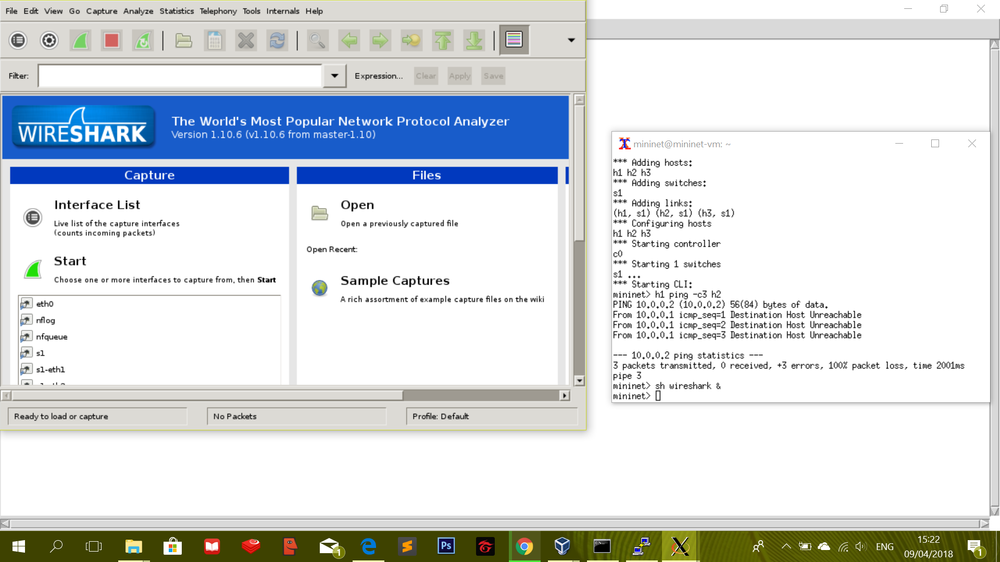 File Edit View Go Capture Analyze Statistics Telephony Tools Internals Help
Filter:
Expression...
Clear
Apply
Save
WIRESHARK
The World's Most Popular Network Protocol Analyzer
Version 1.10.6 (v1.10.6 from master-1.10)
Capture
Interface List
Live list of the capture interfaces
(counts incoming packets)
Start
Choose one or more interfaces to capture from, then Start
eth0
nflog
nfqueue
s1
s1-eth1
Files
Open
Open a previously captured file
Open Recent:
Sample Captures
A rich assortment of example capture files on the wiki
Ready to load or capture
No Packets
Profile: Default
mininet@mininet-vm: ~
*** Adding hosts:
h1 h2 h3
*** Adding switches:
s1
*** Adding links:
(h1, s1) (h2, s1) (h3, s1)
*** Configuring hosts
h1 h2 h3
*** Starting controller
c0
*** Starting 1 switches
s1 ...
*** Starting CLI:
mininet> h1 ping -c3 h2
PING 10.0.0.2 (10.0.0.2) 56(84) bytes of data.
From 10.0.0.1 icmp_seq=1 Destination Host Unreachable
From 10.0.0.1 icmp_seq=2 Destination Host Unreachable
From 10.0.0.1 icmp_seq=3 Destination Host Unreachable
--- 10.0.0.2 ping statistics ---
3 packets transmitted, 0 received, +3 errors, 100% packet loss, time 2001ms
pipe 3
mininet> sh wireshark &
mininet>
1
Ps
ENG
15:22
09/04/2018
1